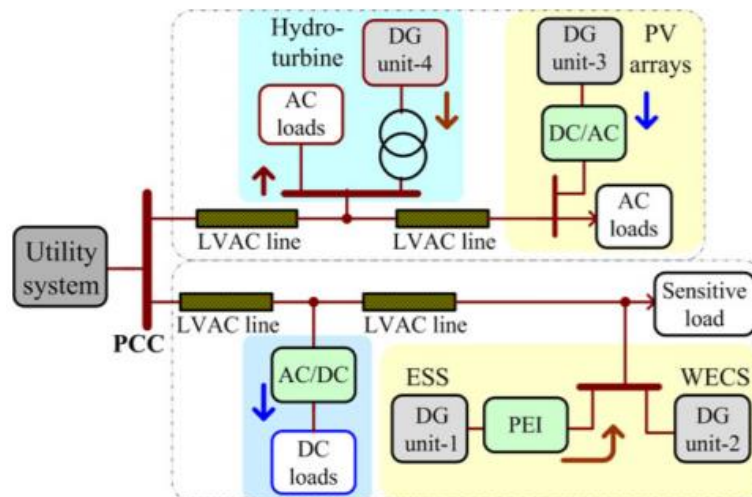 Hydro-
turbine
DG
unit-4
DG
unit-3
PV
arrays
AC
loads
DC/AC
AC
loads
LVAC line
LVAC line
Utility
system
PCC
LVAC line
LVAC line
Sensitive
load
AC/DC
DC
loads
ESS
WECS
DG
unit-1
PEI
DG
unit-2